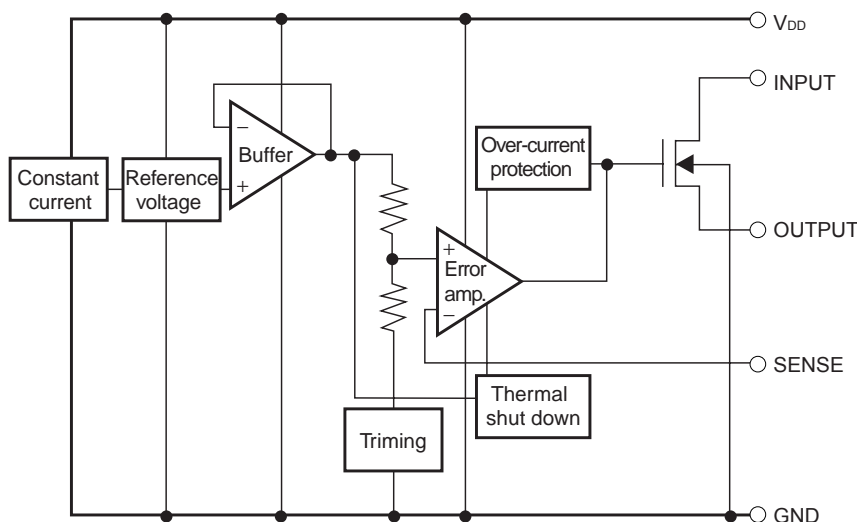 VDD
INPUT
−
Buffer
+
Over-current
protection
Constant
current
Reference
voltage
OUTPUT
+
Error
amp.
−
SENSE
Thermal
shut down
Triming
GND